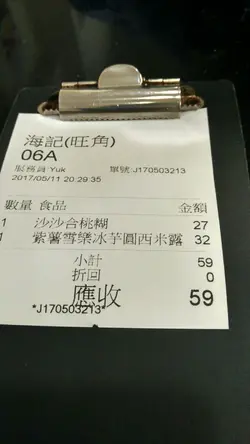 海記(旺角)
06A
服務員 Yuk 單號 J170503213
2017/05/11 20:29:35
數量 食品 金額
1 沙沙合桃糊 27
1 紫薯雪欒冰芋圓西米露 32
小計 59
折回 0
應收 59
*J170503213*